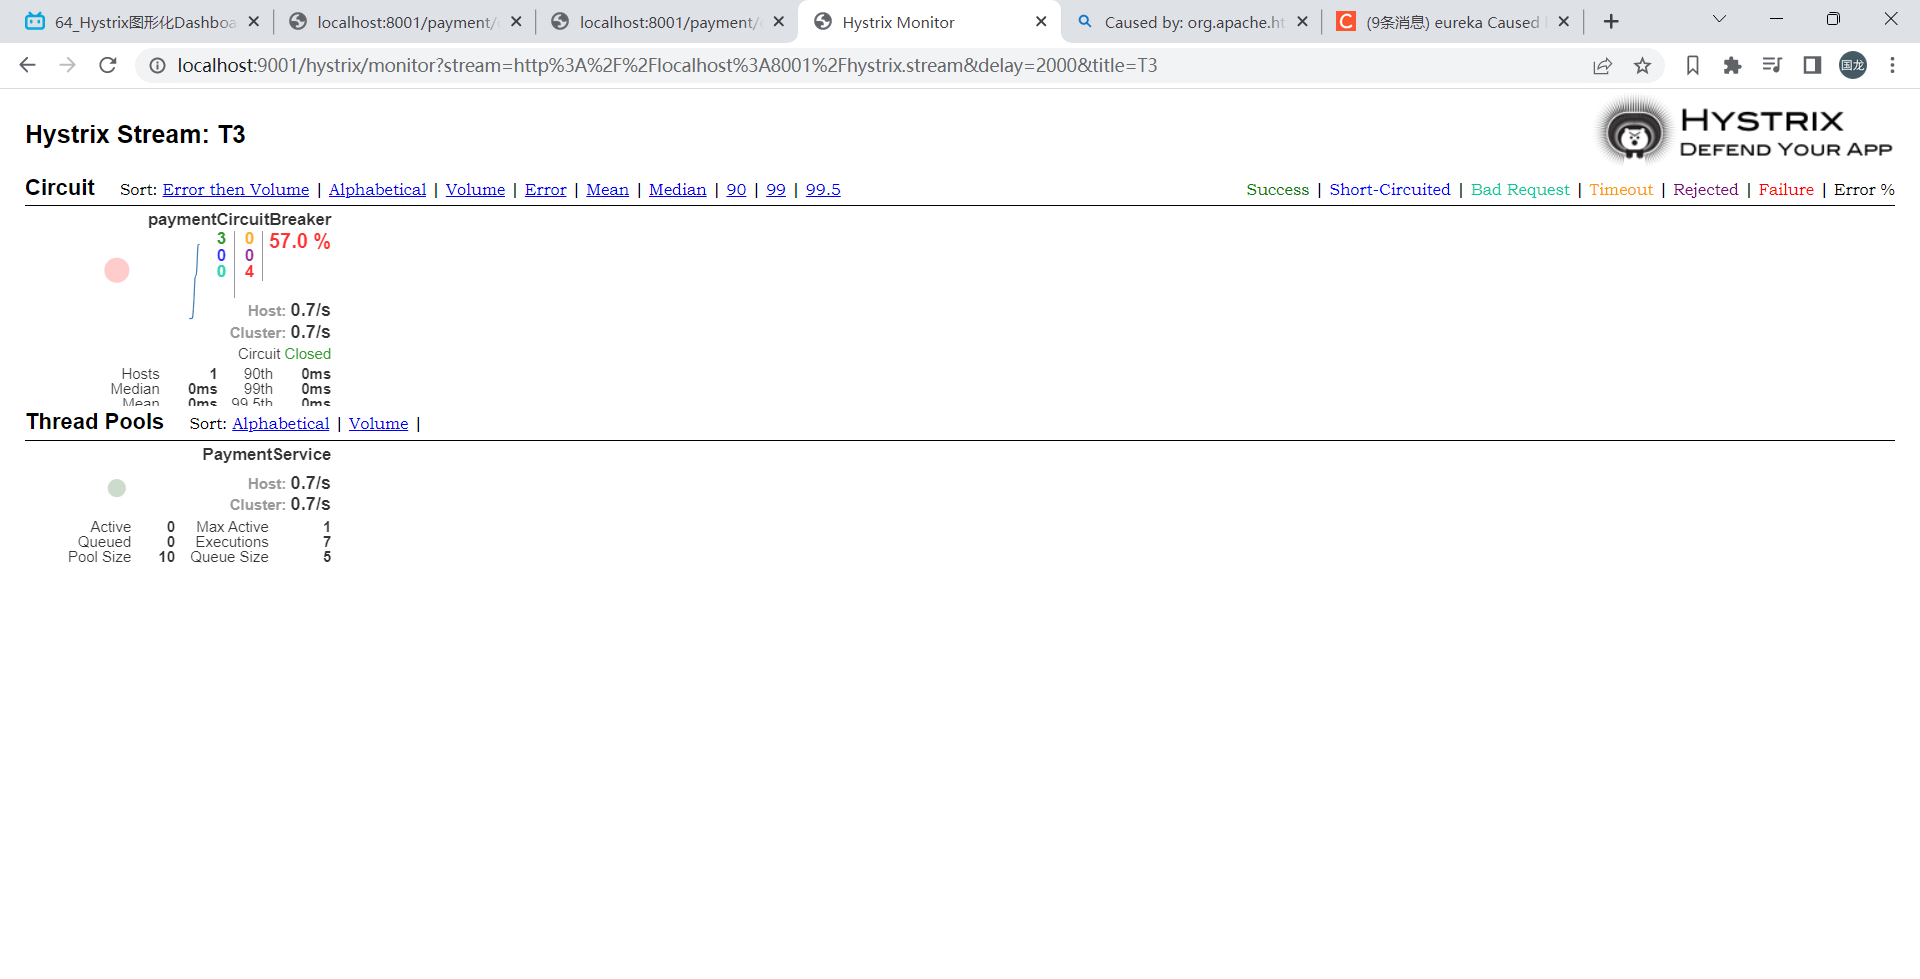 64_Hystrix图形化Dashboa
localhost:8001/payment/
localhost:8001/payment/
Hystrix Monitor
Caused by: org.apache.ht
C (9条消息) eureka Caused
localhost:9001/hystrix/monitor?stream=http%3A%2F%2Flocalhost%3A8001%2Fhystrix.stream&delay=2000&title=T3
国龙
Hystrix Stream: T3
HYSTRIX
DEFEND YOUR APP
Circuit Sort: Error then Volume | Alphabetical | Volume | Error | Mean | Median | 90 | 99 | 99.5
Success | Short-Circuited | Bad Request | Timeout | Rejected | Failure | Error %
paymentCircuitBreaker
3 0 57.0 %
0 0
0 4
Host: 0.7/s
Cluster: 0.7/s
Circuit Closed
Hosts 1 90th 0ms
Median 0ms 99th 0ms
Mean 0ms 99.5th 0ms
Thread Pools Sort: Alphabetical | Volume |
PaymentService
Host: 0.7/s
Cluster: 0.7/s
Active 0 Max Active 1
Queued 0 Executions 7
Pool Size 10 Queue Size 5